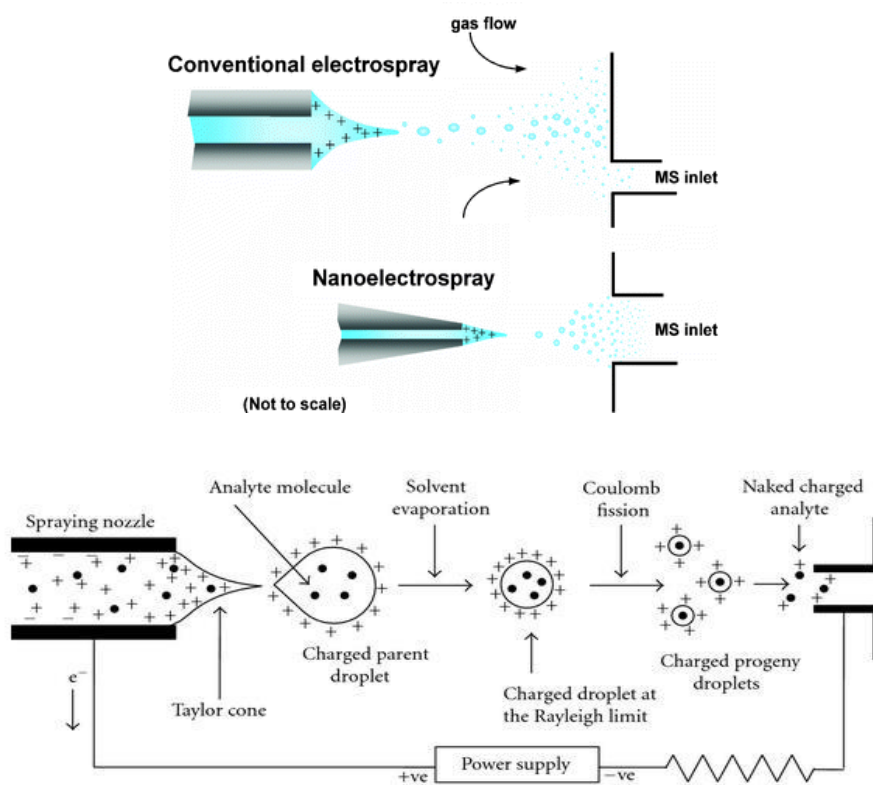 gas flow
Conventional electrospray
MS inlet
Nanoelectrospray
MS inlet
(Not to scale)
Analyte molecule
Solvent
evaporation
Coulomb
fission
Naked charged
analyte
Spraying nozzle
Charged parent
droplet
Charged progeny
droplets
e⁻
Taylor cone
Charged droplet at
the Rayleigh limit
+ve
Power supply
−ve